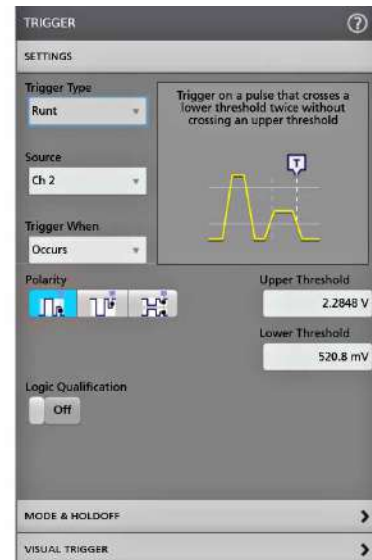 TRIGGER
?
SETTINGS
Trigger Type
Runt
Trigger on a pulse that crosses a
lower threshold twice without
crossing an upper threshold
T
Source
Ch 2
Trigger When
Occurs
Polarity
Upper Threshold
2.2848 V
Lower Threshold
520.8 mV
Logic Qualification
Off
MODE & HOLDOFF
VISUAL TRIGGER